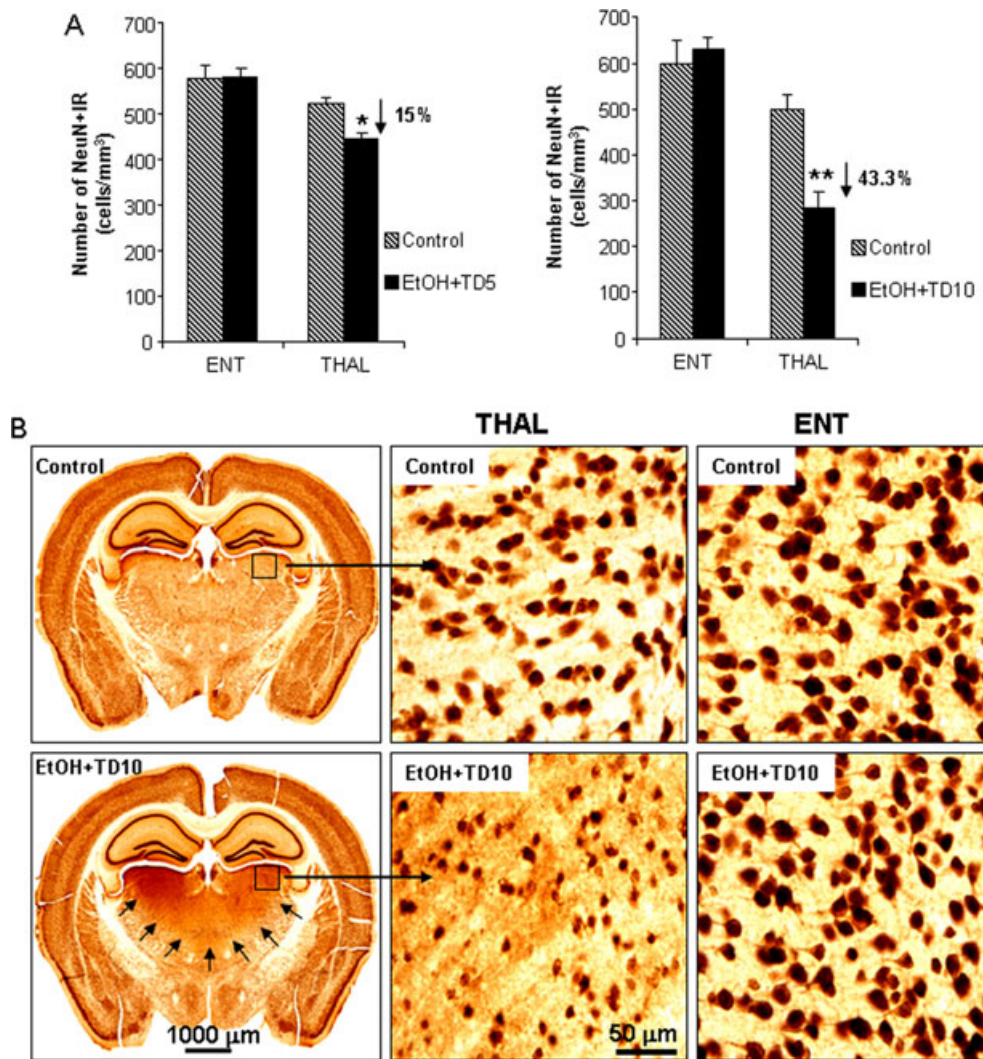 A
Number of NeuN+IR
(cells/mm³)
700
600
500
400
300
200
100
0
ENT
THAL
*
15%
Control
EtOH+TD5
Number of NeuN+IR
(cells/mm³)
700
600
500
400
300
200
100
0
ENT
THAL
**
43.3%
Control
EtOH+TD10
B
THAL
ENT
Control
Control
Control
EtOH+TD10
EtOH+TD10
EtOH+TD10
1000 μm
50 μm